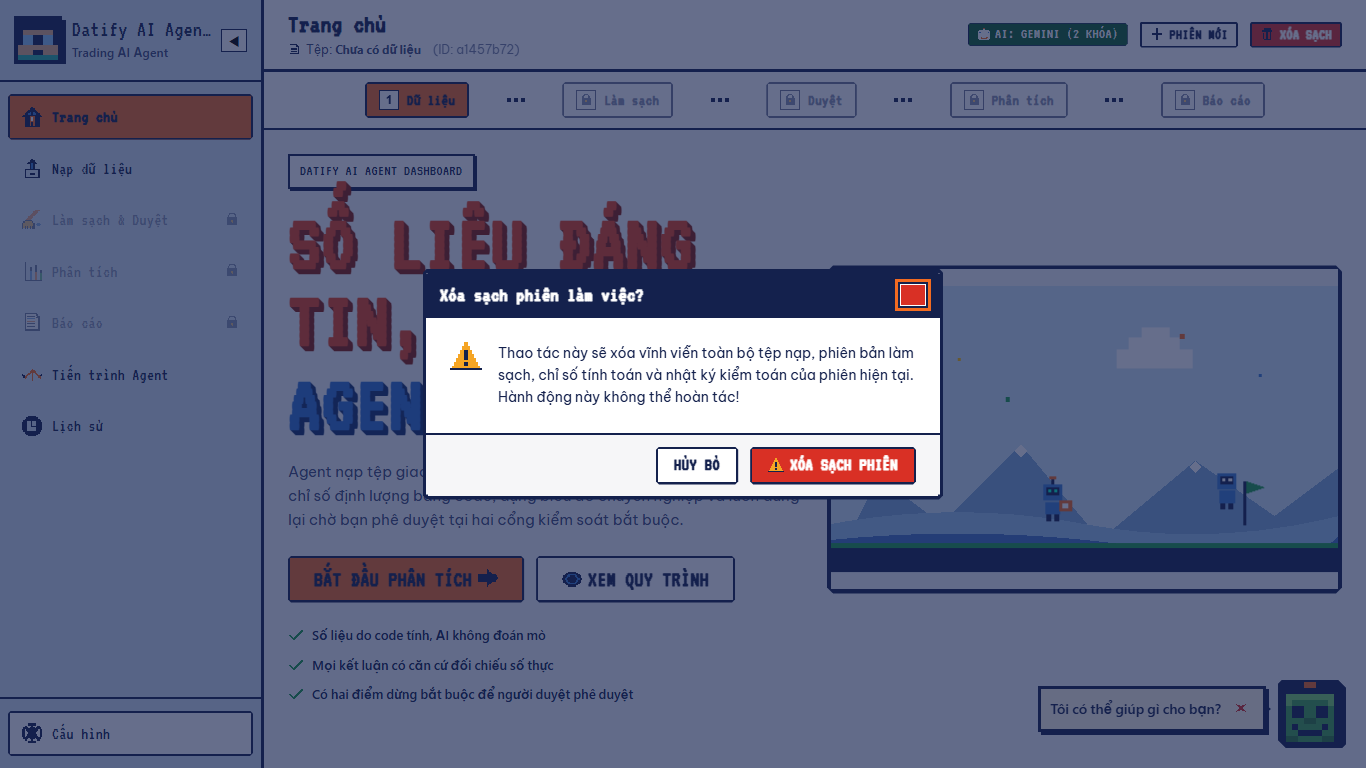 Datify AI Agen…
Trading AI Agent
Trang chủ
Nạp dữ liệu
Làm sạch & Duyệt
Phân tích
Báo cáo
Tiến trình Agent
Lịch sử
Cấu hình
Trang chủ
Tệp: Chưa có dữ liệu (ID: a1457b72)
AI: GEMINI (2 KHÓA)
PHIÊN MỚI
XÓA SẠCH
1 Dữ liệu
Làm sạch
Duyệt
Phân tích
Báo cáo
DATIFY AI AGENT DASHBOARD
SỐ LIỆU ĐÁNG
TIN,
AGEN
Xóa sạch phiên làm việc?
Thao tác này sẽ xóa vĩnh viễn toàn bộ tệp nạp, phiên bản làm
sạch, chỉ số tính toán và nhật ký kiểm toán của phiên hiện tại.
Hành động này không thể hoàn tác!
HỦY BỎ
XÓA SẠCH PHIÊN
Agent nạp tệp giao
chỉ số định lượng
lại chờ bạn phê duyệt tại hai cổng kiểm soát bắt buộc.
BẮT ĐẦU PHÂN TÍCH
XEM QUY TRÌNH
Số liệu do code tính, AI không đoán mò
Mọi kết luận có căn cứ đối chiếu số thực
Có hai điểm dừng bắt buộc để người duyệt phê duyệt
Tôi có thể giúp gì cho bạn?